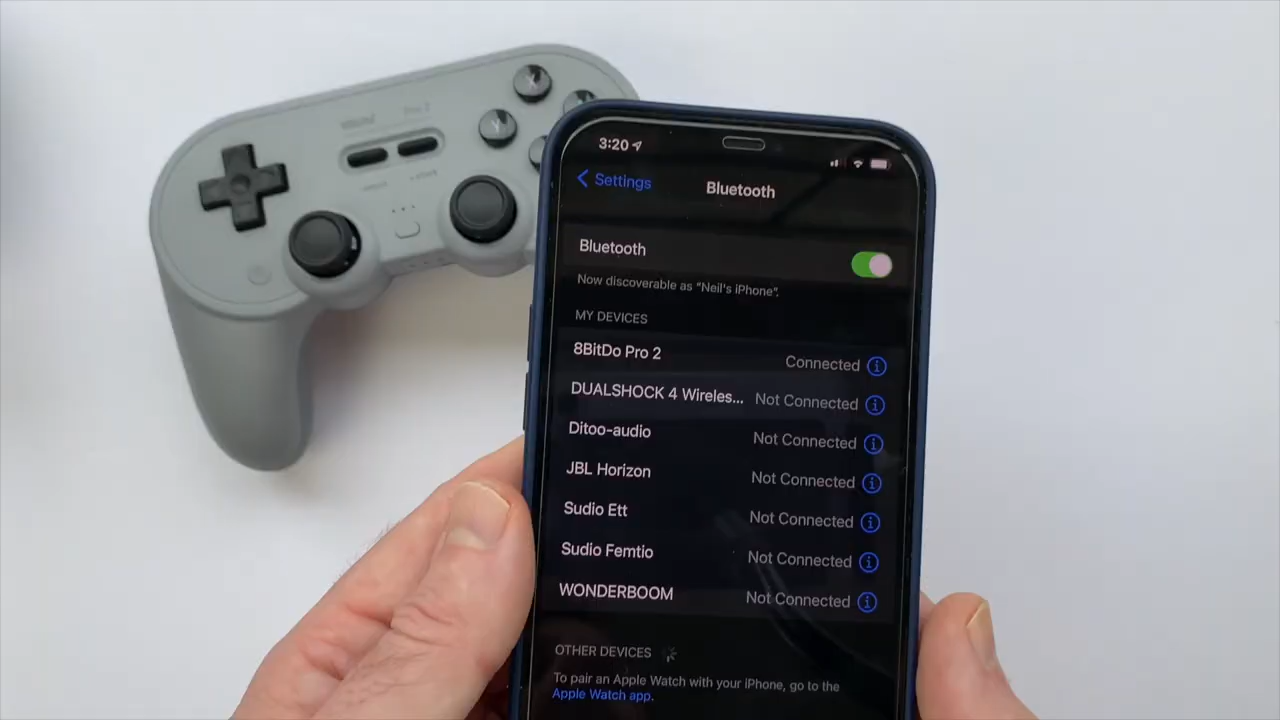 3:20
Settings
Bluetooth
Bluetooth
Now discoverable as "Neil's iPhone".
MY DEVICES
8BitDo Pro 2 Connected
DUALSHOCK 4 Wireles... Not Connected
Ditoo-audio Not Connected
JBL Horizon Not Connected
Sudio Ett Not Connected
Sudio Femtio Not Connected
WONDERBOOM Not Connected
OTHER DEVICES
To pair an Apple Watch with your iPhone, go to the
Apple Watch app.
X
Y